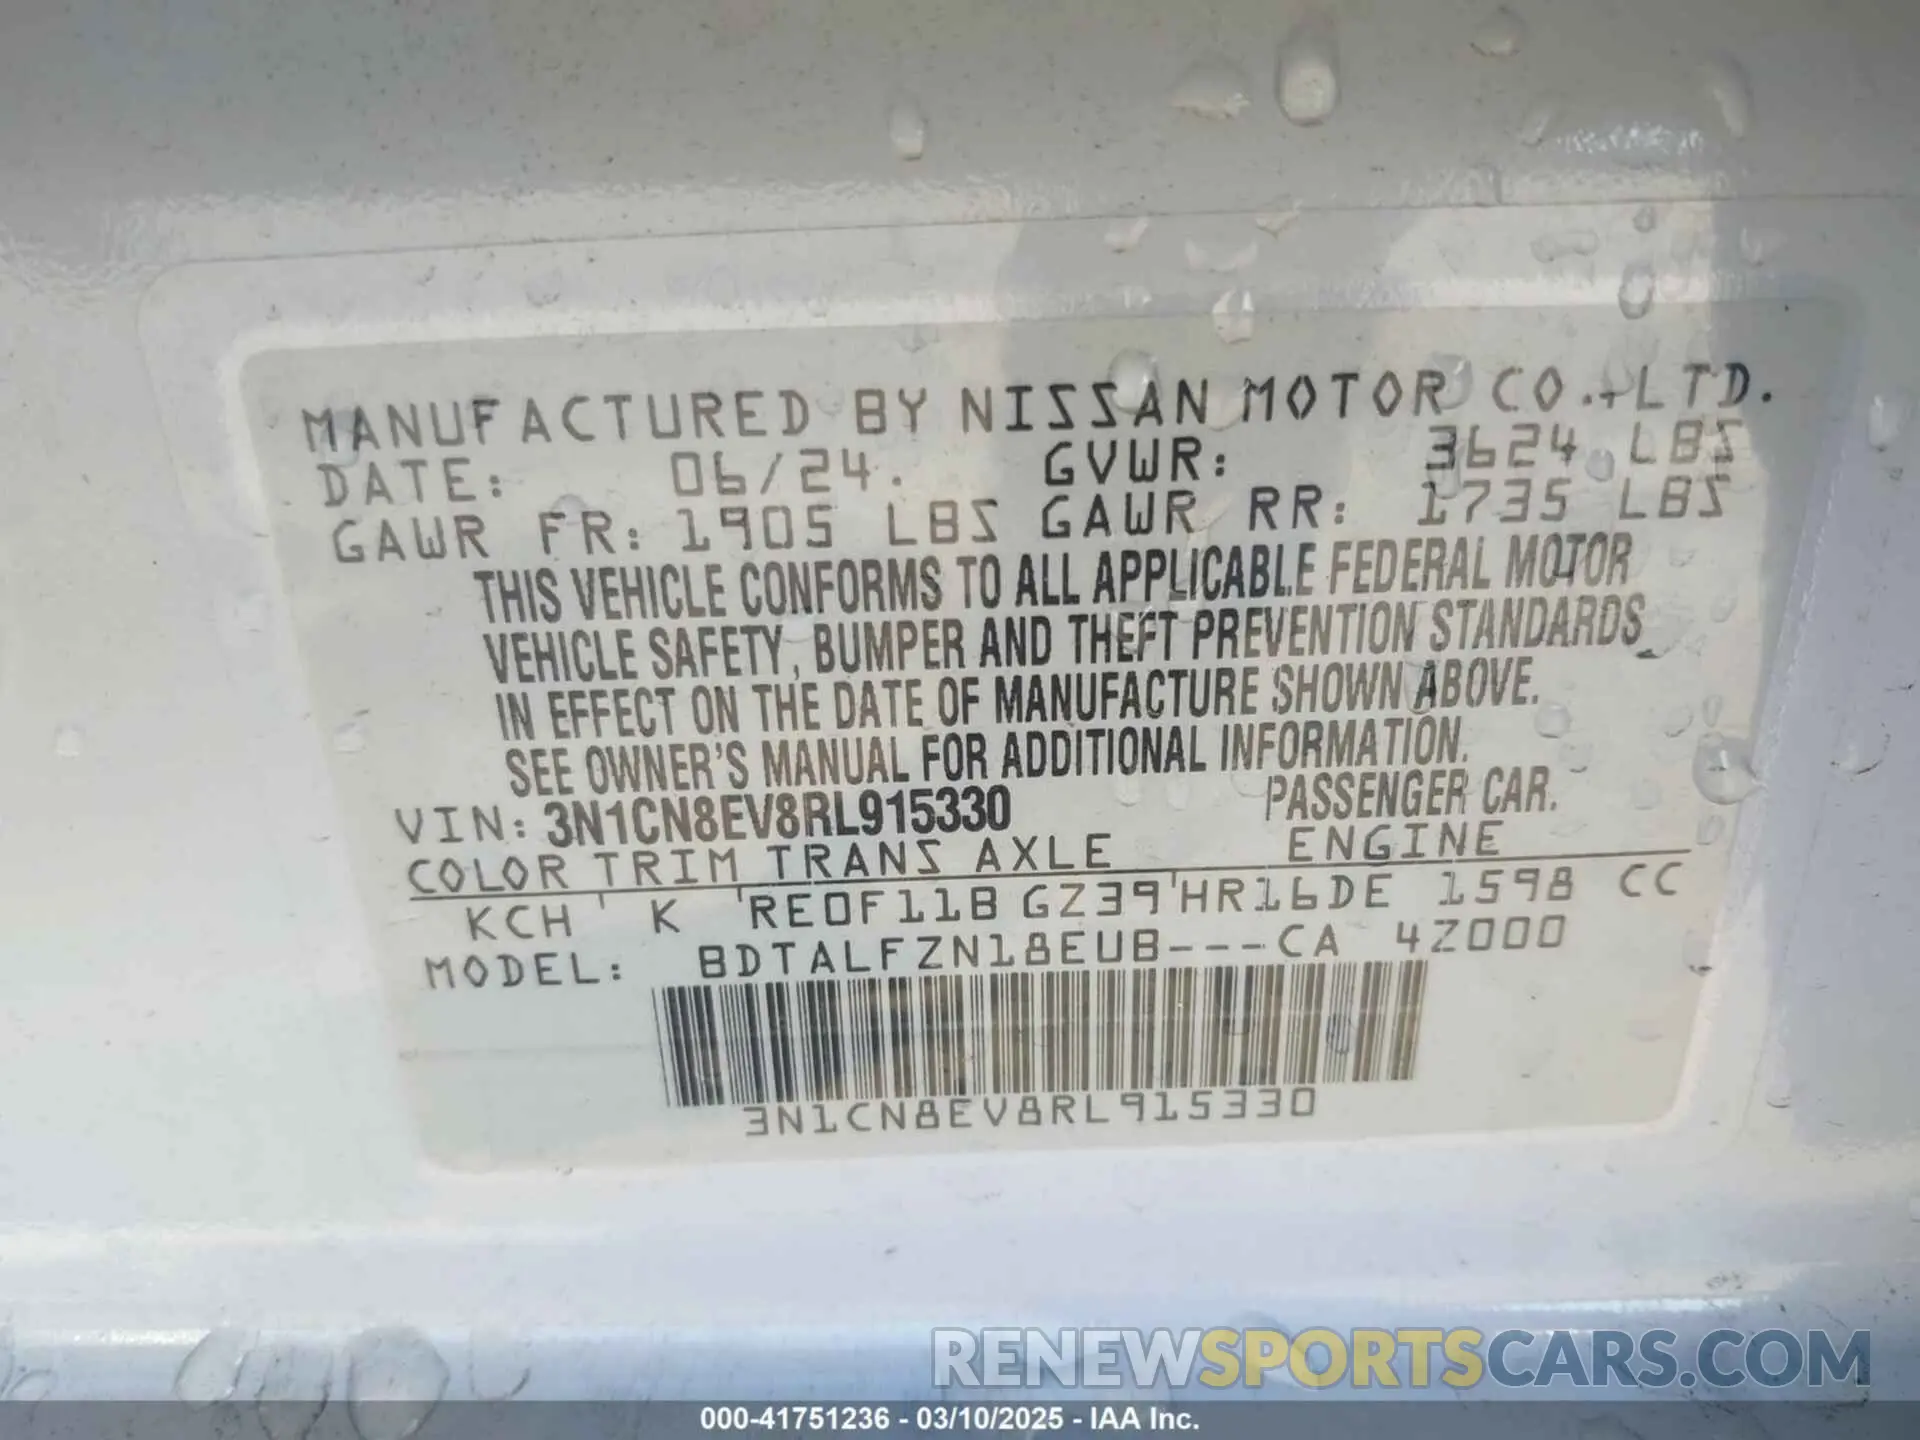 MANUFACTURED BY NISSAN MOTOR CO.,LTD.
DATE: 06/24. GVWR: 3624 LBS
GAWR FR: 1905 LBS GAWR RR: 1735 LBS
THIS VEHICLE CONFORMS TO ALL APPLICABLE FEDERAL MOTOR
VEHICLE SAFETY, BUMPER AND THEFT PREVENTION STANDARDS
IN EFFECT ON THE DATE OF MANUFACTURE SHOWN ABOVE.
SEE OWNER'S MANUAL FOR ADDITIONAL INFORMATION.
VIN: 3N1CN8EV8RL915330 PASSENGER CAR.
COLOR TRIM TRANS AXLE ENGINE
KCH K RE0F11B GZ39 HR16DE 1598 CC
MODEL: BDTALFZN18EUB---CA 4Z000
3N1CN8EV8RL915330
RENEWSPORTSCARS.COM
000-41751236 - 03/10/2025 - IAA Inc.